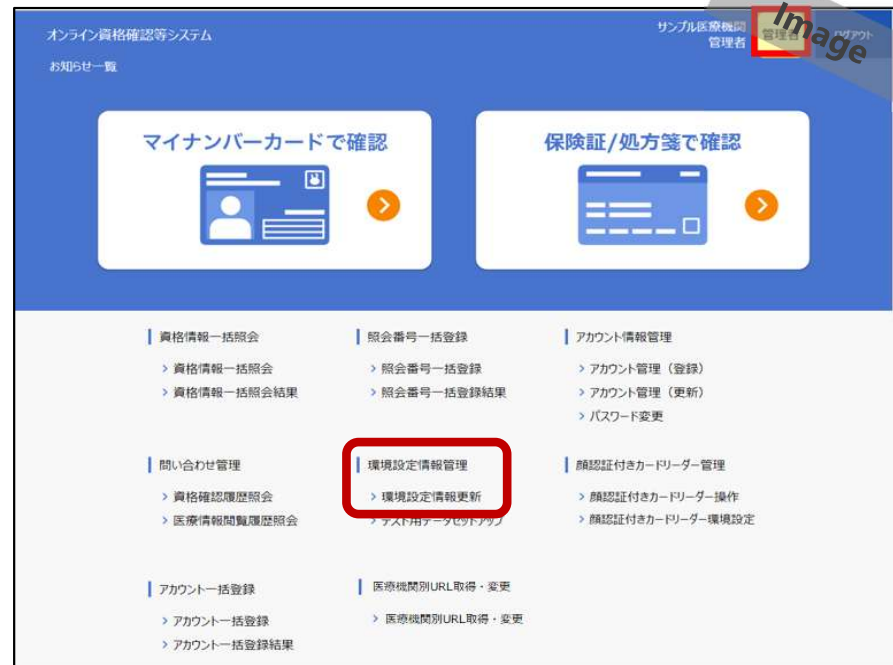 オンライン資格確認等システム
サンプル医療機関
管理者
管理者
ログアウト
Image
お知らせ一覧
マイナンバーカードで確認
保険証/処方箋で確認
資格情報一括照会
資格情報一括照会
資格情報一括照会結果
照会番号一括登録
照会番号一括登録
照会番号一括登録結果
アカウント情報管理
アカウント管理（登録）
アカウント管理（更新）
パスワード変更
問い合わせ管理
資格確認履歴照会
医療情報閲覧履歴照会
環境設定情報管理
環境設定情報更新
テスト用データセットアップ
顔認証付きカードリーダー管理
顔認証付きカードリーダー操作
顔認証付きカードリーダー環境設定
アカウント一括登録
アカウント一括登録
アカウント一括登録結果
医療機関別URL取得・変更
医療機関別URL取得・変更